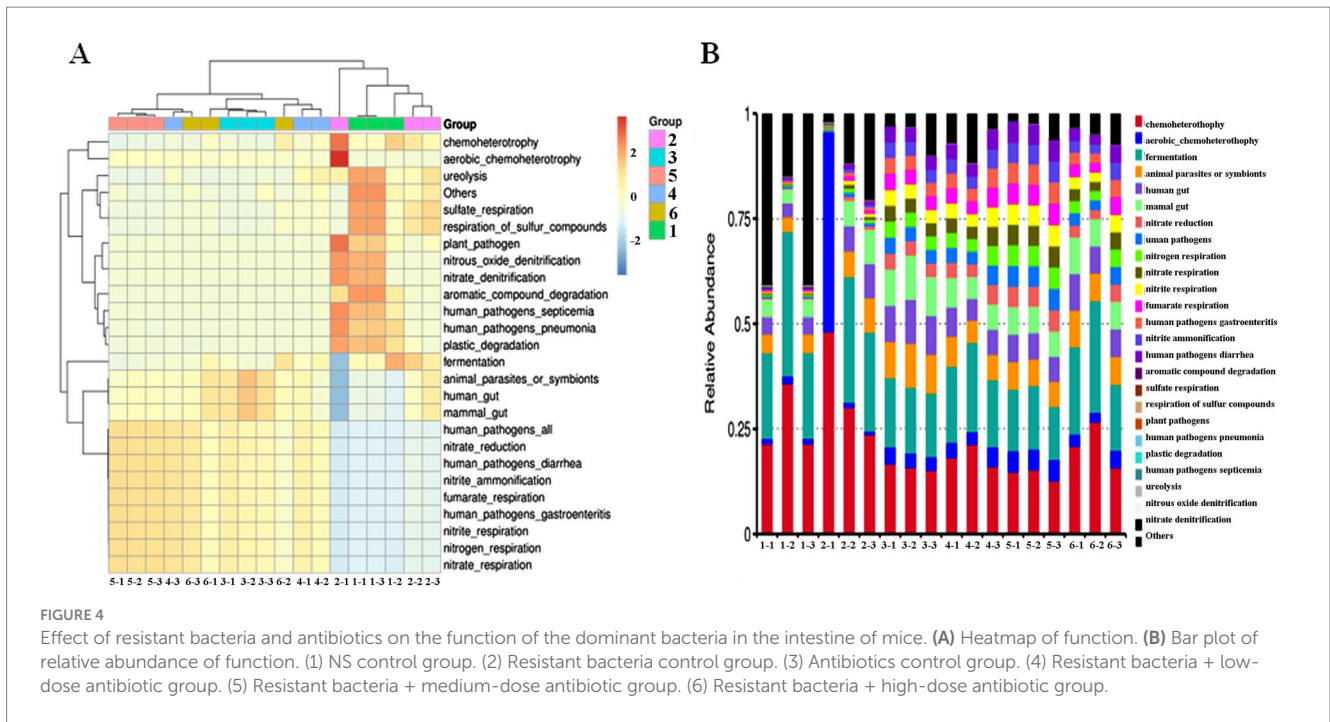 A
Group
chemoheterotrophy
aerobic_chemoheterotrophy
ureolysis
Others
sulfate_respiration
respiration_of_sulfur_compounds
plant_pathogen
nitrous_oxide_denitrification
nitrate_denitrification
aromatic_compound_degradation
human_pathogens_septicemia
human_pathogens_pneumonia
plastic_degradation
fermentation
animal_parasites_or_symbionts
human_gut
mammal_gut
human_pathogens_all
nitrate_reduction
human_pathogens_diarrhea
nitrite_ammonification
fumarate_respiration
human_pathogens_gastroenteritis
nitrite_respiration
nitrogen_respiration
nitrate_respiration
5-1 5-2 5-3 4-3 6-3 6-1 3-1 3-2 3-3 6-2 4-1 4-2 2-1 1-1 1-3 1-2 2-2 2-3
2
0
-2
Group
2
3
5
4
6
1
B
Relative Abundance
1
0.75
0.5
0.25
0
1-1 1-2 1-3 2-1 2-2 2-3 3-1 3-2 3-3 4-1 4-2 4-3 5-1 5-2 5-3 6-1 6-2 6-3
chemoheterothophy
aerobic_chemoheterothophy
fermentation
animal parasites or symbionts
human gut
mamal gut
nitrate reduction
uman pathogens
nitrogen respiration
nitrate respiration
nitrite respiration
fumarate respiration
human pathogens gastroenteritis
nitrite ammonification
human pathogens diarrhea
aromatic compound degradation
sulfate respiration
respiration of sulfur compounds
plant pathogens
human pathogens pneumonia
plastic degradation
human pathogens septicemia
ureolysis
nitrous oxide denitrification
nitrate denitrification
Others
FIGURE 4
Effect of resistant bacteria and antibiotics on the function of the dominant bacteria in the intestine of mice. (A) Heatmap of function. (B) Bar plot of
relative abundance of function. (1) NS control group. (2) Resistant bacteria control group. (3) Antibiotics control group. (4) Resistant bacteria + low-
dose antibiotic group. (5) Resistant bacteria + medium-dose antibiotic group. (6) Resistant bacteria + high-dose antibiotic group.